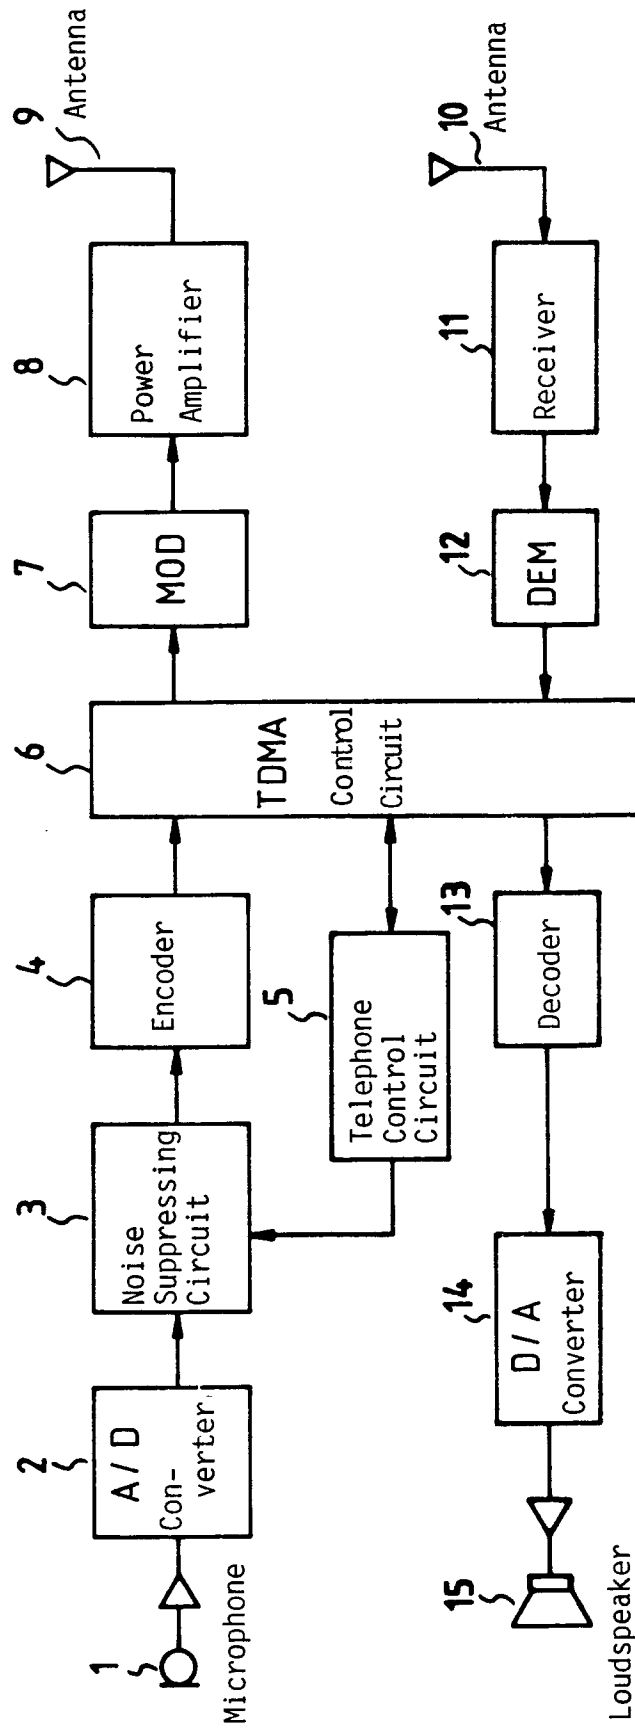 1
Microphone
2
A/D
Con-
verter
3
Noise
Suppressing
Circuit
4
Encoder
5
Telephone
Control
Circuit
6
TDMA
Control
Circuit
7
MOD
8
Power
Amplifier
9
Antenna
10
Antenna
11
Receiver
12
DEM
13
Decoder
14
D/A
Converter
15
Loudspeaker